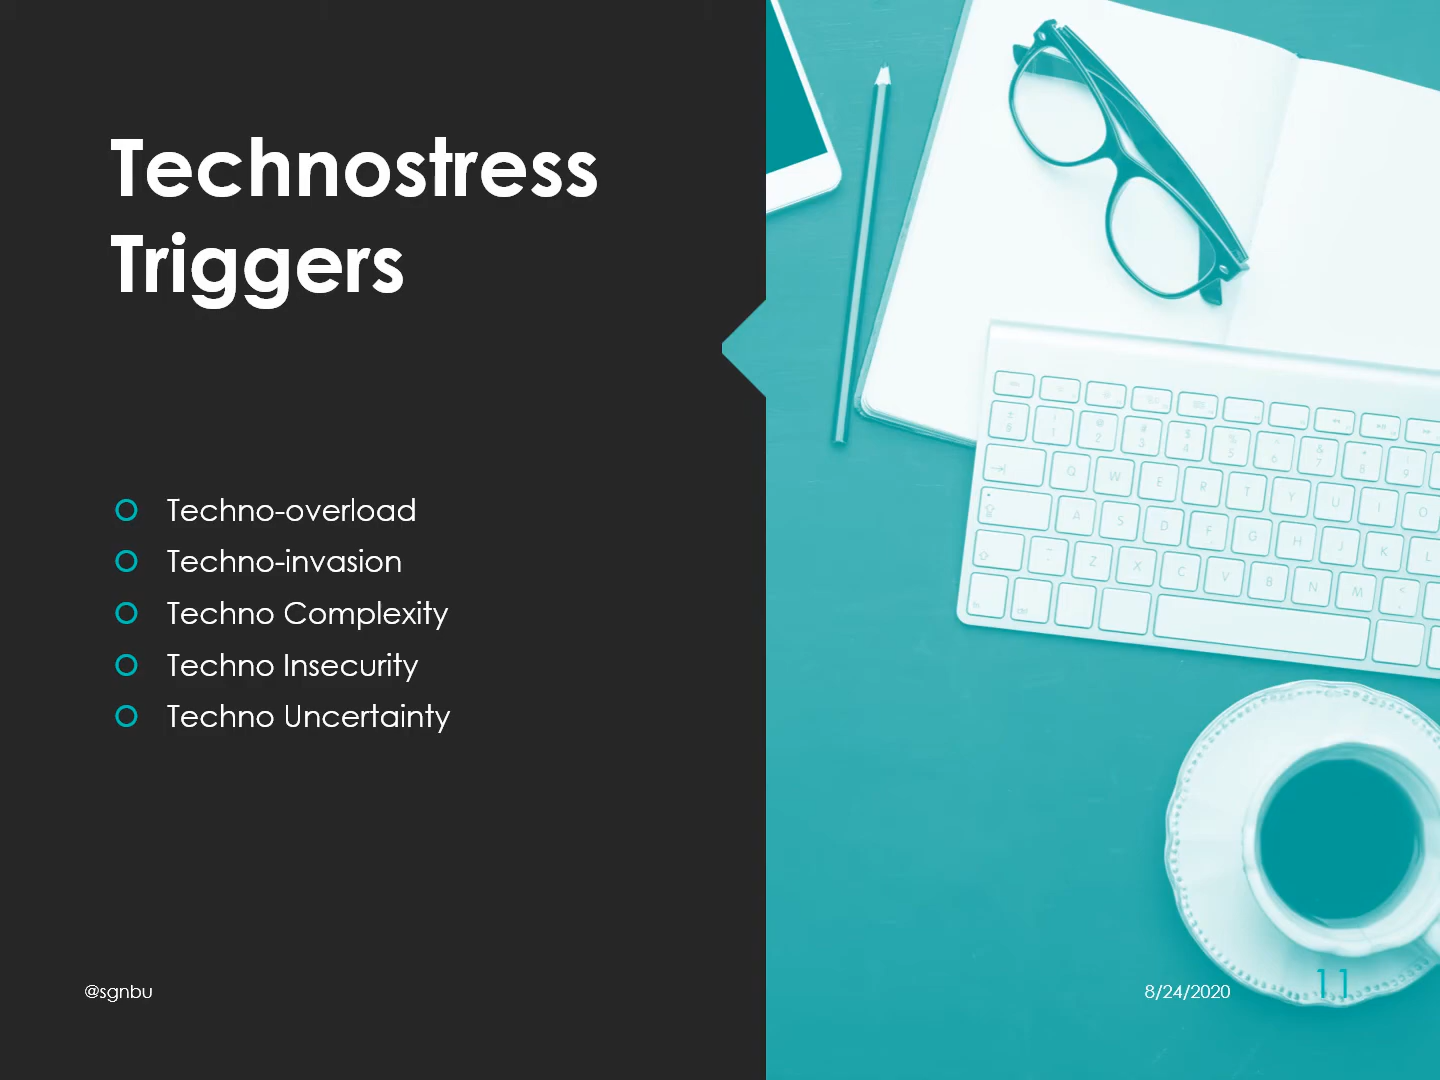 Technostress
Triggers
Techno-overload
Techno-invasion
Techno Complexity
Techno Insecurity
Techno Uncertainty
@sgnbu
8/24/2020
11